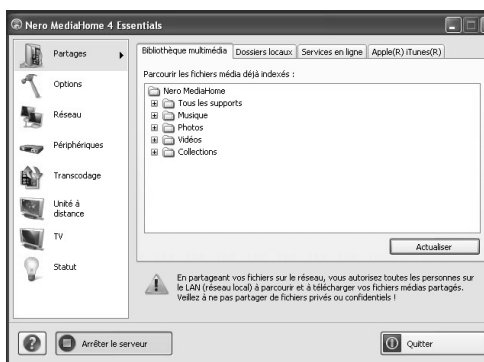 Nero MediaHome 4 Essentials
Partages
Options
Réseau
Périphériques
Transcodage
Unité à
distance
TV
Statut
Bibliothèque multimédia
Dossiers locaux
Services en ligne
Apple(R) iTunes(R)
Parcourir les fichiers média déjà indexés :
Nero MediaHome
Tous les supports
Musique
Photos
Vidéos
Collections
Actualiser
En partageant vos fichiers sur le réseau, vous autorisez toutes les personnes sur
le LAN (réseau local) à parcourir et à télécharger vos fichiers médias partagés.
Veillez à ne pas partager de fichiers privés ou confidentiels !
Arrêter le serveur
Quitter